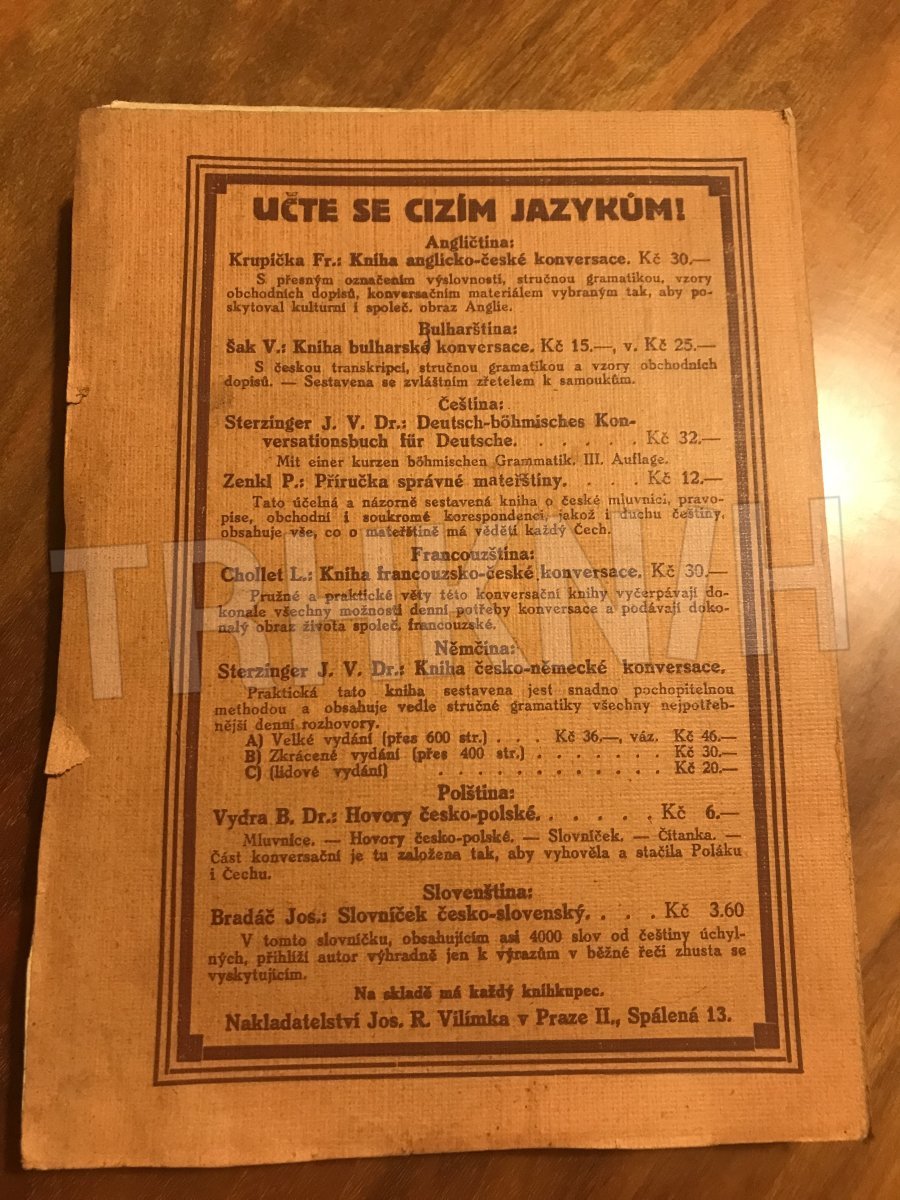 UČTE SE CIZÍM JAZYKŮM!
Angličtina:
Krupička Fr.: Kniha anglicko-české konversace. Kč 30.—
S přesným označením výslovnosti, stručnou gramatikou, vzory
obchodních dopisů, konversačním materiálem vybraným tak, aby po-
skytoval kulturní i společ. obraz Anglie.
Bulharština:
Šak V.: Kniha bulharské konversace. Kč 15.—, v. Kč 25.—
S českou transkripcí, stručnou gramatikou a vzory obchodních
dopisů. — Sestavena se zvláštním zřetelem k samoukům.
Čeština:
Sterzinger J. V. Dr.: Deutsch-böhmisches Kon-
versationsbuch für Deutsche. . . . . . . Kč 32.—
Mit einer kurzen böhmischen Grammatik. III. Auflage.
Zenkl P.: Příručka správné mateřštiny. . . . Kč 12.—
Tato účelná a názorně sestavená kniha o české mluvnici, pravo-
pise, obchodní i soukromé korespondenci, jakož i duchu češtiny,
obsahuje vše, co o mateřštině má věděti každý Čech.
Francouzština:
Chollet L.: Kniha francouzsko-české konversace. Kč 30.—
Pružné a praktické věty této konversační knihy vyčerpávají do-
konale všechny možnosti denní potřeby konversace a podávají doko-
nalý obraz života společ. francouzské.
Němčina:
Sterzinger J. V. Dr.: Kniha česko-německé konversace.
Praktická tato kniha sestavena jest snadno pochopitelnou
methodou a obsahuje vedle stručné gramatiky všechny nejpotřeb-
nější denní rozhovory.
A) Velké vydání (přes 600 str.) . . . Kč 36.—, váz. Kč 46.—
B) Zkrácené vydání (přes 400 str.) . . . . . . . Kč 30.—
C) (lidové vydání) . . . . . . . . . . . . Kč 20.—
Polština:
Vydra B. Dr.: Hovory česko-polské. . . . . . Kč 6.—
Mluvnice. — Hovory česko-polské. — Slovníček. — Čítanka. —
Část konversační je tu založena tak, aby vyhověla a stačila Poláku
i Čechu.
Slovenština:
Bradáč Jos.: Slovníček česko-slovenský. . . . Kč 3.60
V tomto slovníčku, obsahujícím asi 4000 slov od češtiny úchyl-
ných, přihlíží autor výhradně jen k výrazům v běžné řeči zhusta se
vyskytujícím.
Na skladě má každý knihkupec.
Nakladatelství Jos. R. Vilímka v Praze II., Spálená 13.